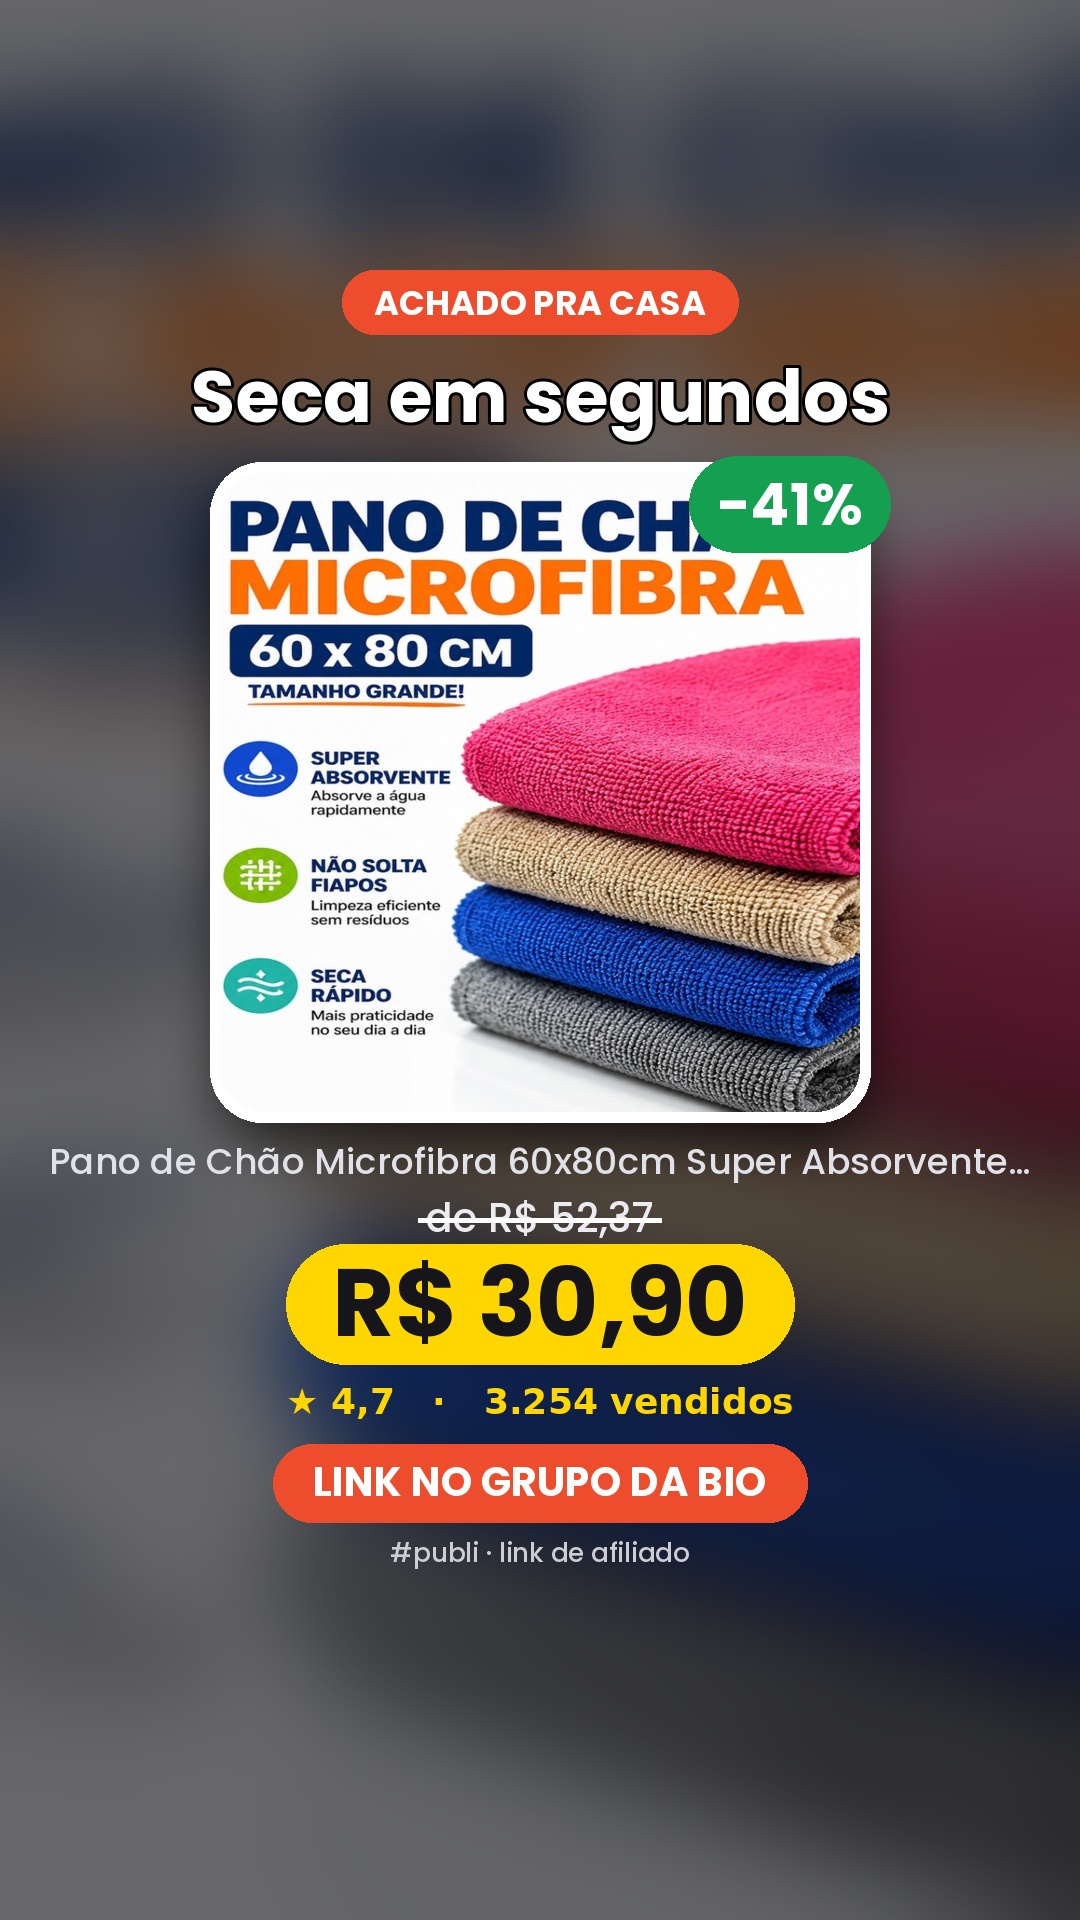 ACHADO PRA CASA
Seca em segundos
-41%
PANO DE CH
MICROFIBRA
60 x 80 CM
TAMANHO GRANDE!
SUPER
ABSORVENTE
Absorve a água
rapidamente
NÃO SOLTA
FIAPOS
Limpeza eficiente
sem resíduos
SECA
RÁPIDO
Mais praticidade
no seu dia a dia
Pano de Chão Microfibra 60x80cm Super Absorvente...
de R$ 52,37
R$ 30,90
★ 4,7 · 3.254 vendidos
LINK NO GRUPO DA BIO
#publi · link de afiliado